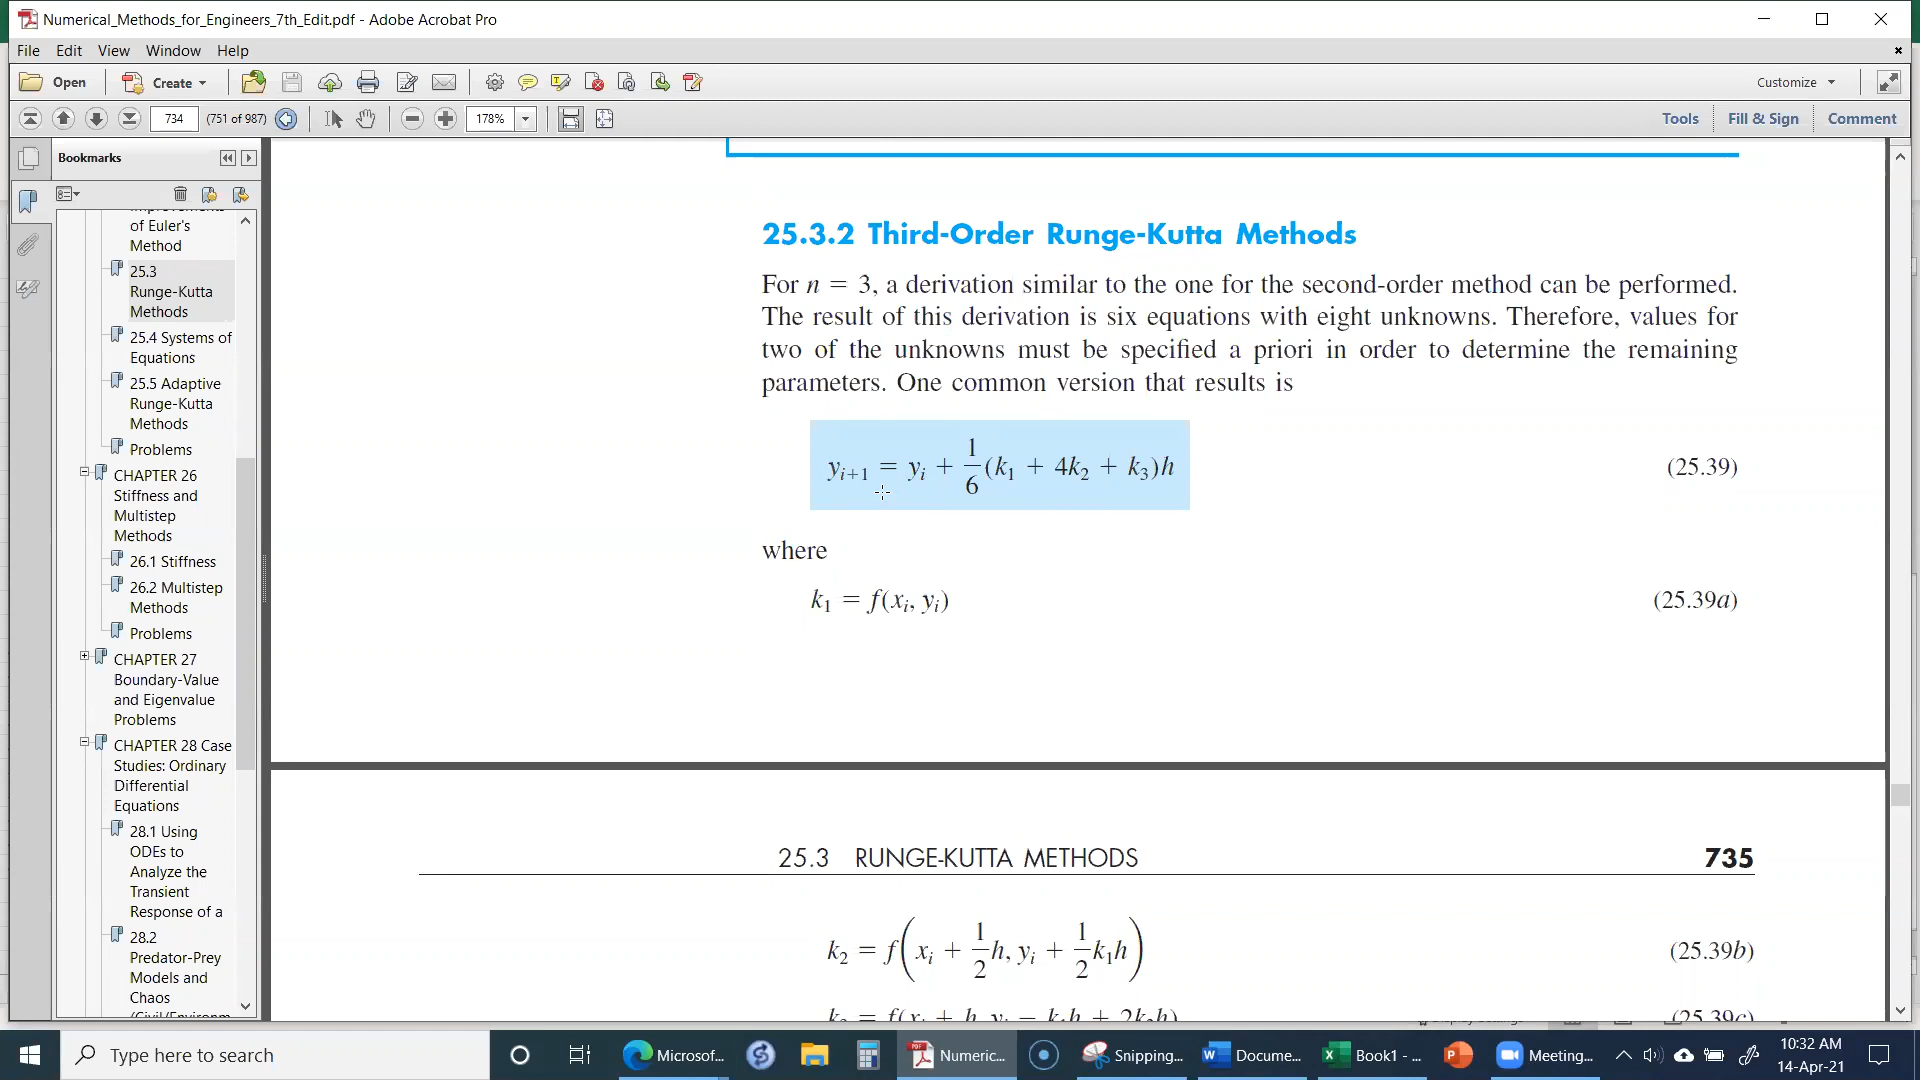 Numerical_Methods_for_Engineers_7th_Edit.pdf - Adobe Acrobat Pro
File Edit View Window Help
Open Create Customize
734 (751 of 987) 178% Tools Fill & Sign Comment
Bookmarks
of Euler's
Method
25.3
Runge-Kutta
Methods
25.4 Systems of
Equations
25.5 Adaptive
Runge-Kutta
Methods
Problems
CHAPTER 26
Stiffness and
Multistep
Methods
26.1 Stiffness
26.2 Multistep
Methods
Problems
CHAPTER 27
Boundary-Value
and Eigenvalue
Problems
CHAPTER 28 Case
Studies: Ordinary
Differential
Equations
28.1 Using
ODEs to
Analyze the
Transient
Response of a
28.2
Predator-Prey
Models and
Chaos
25.3.2 Third-Order Runge-Kutta Methods
For n = 3, a derivation similar to the one for the second-order method can be performed.
The result of this derivation is six equations with eight unknowns. Therefore, values for
two of the unknowns must be specified a priori in order to determine the remaining
parameters. One common version that results is
y_{i+1} = y_i + 1/6 (k_1 + 4k_2 + k_3)h (25.39)
where
k_1 = f(x_i, y_i) (25.39a)
25.3 RUNGE-KUTTA METHODS 735
k_2 = f(x_i + 1/2 h, y_i + 1/2 k_1h) (25.39b)
k_3 = f(x_i + h, y_i − k_1h + 2k_2h) (25.39c)
Type here to search Microsof... Numeric... Snipping... Docume... Book1 - ... Meeting... 10:32 AM
14-Apr-21